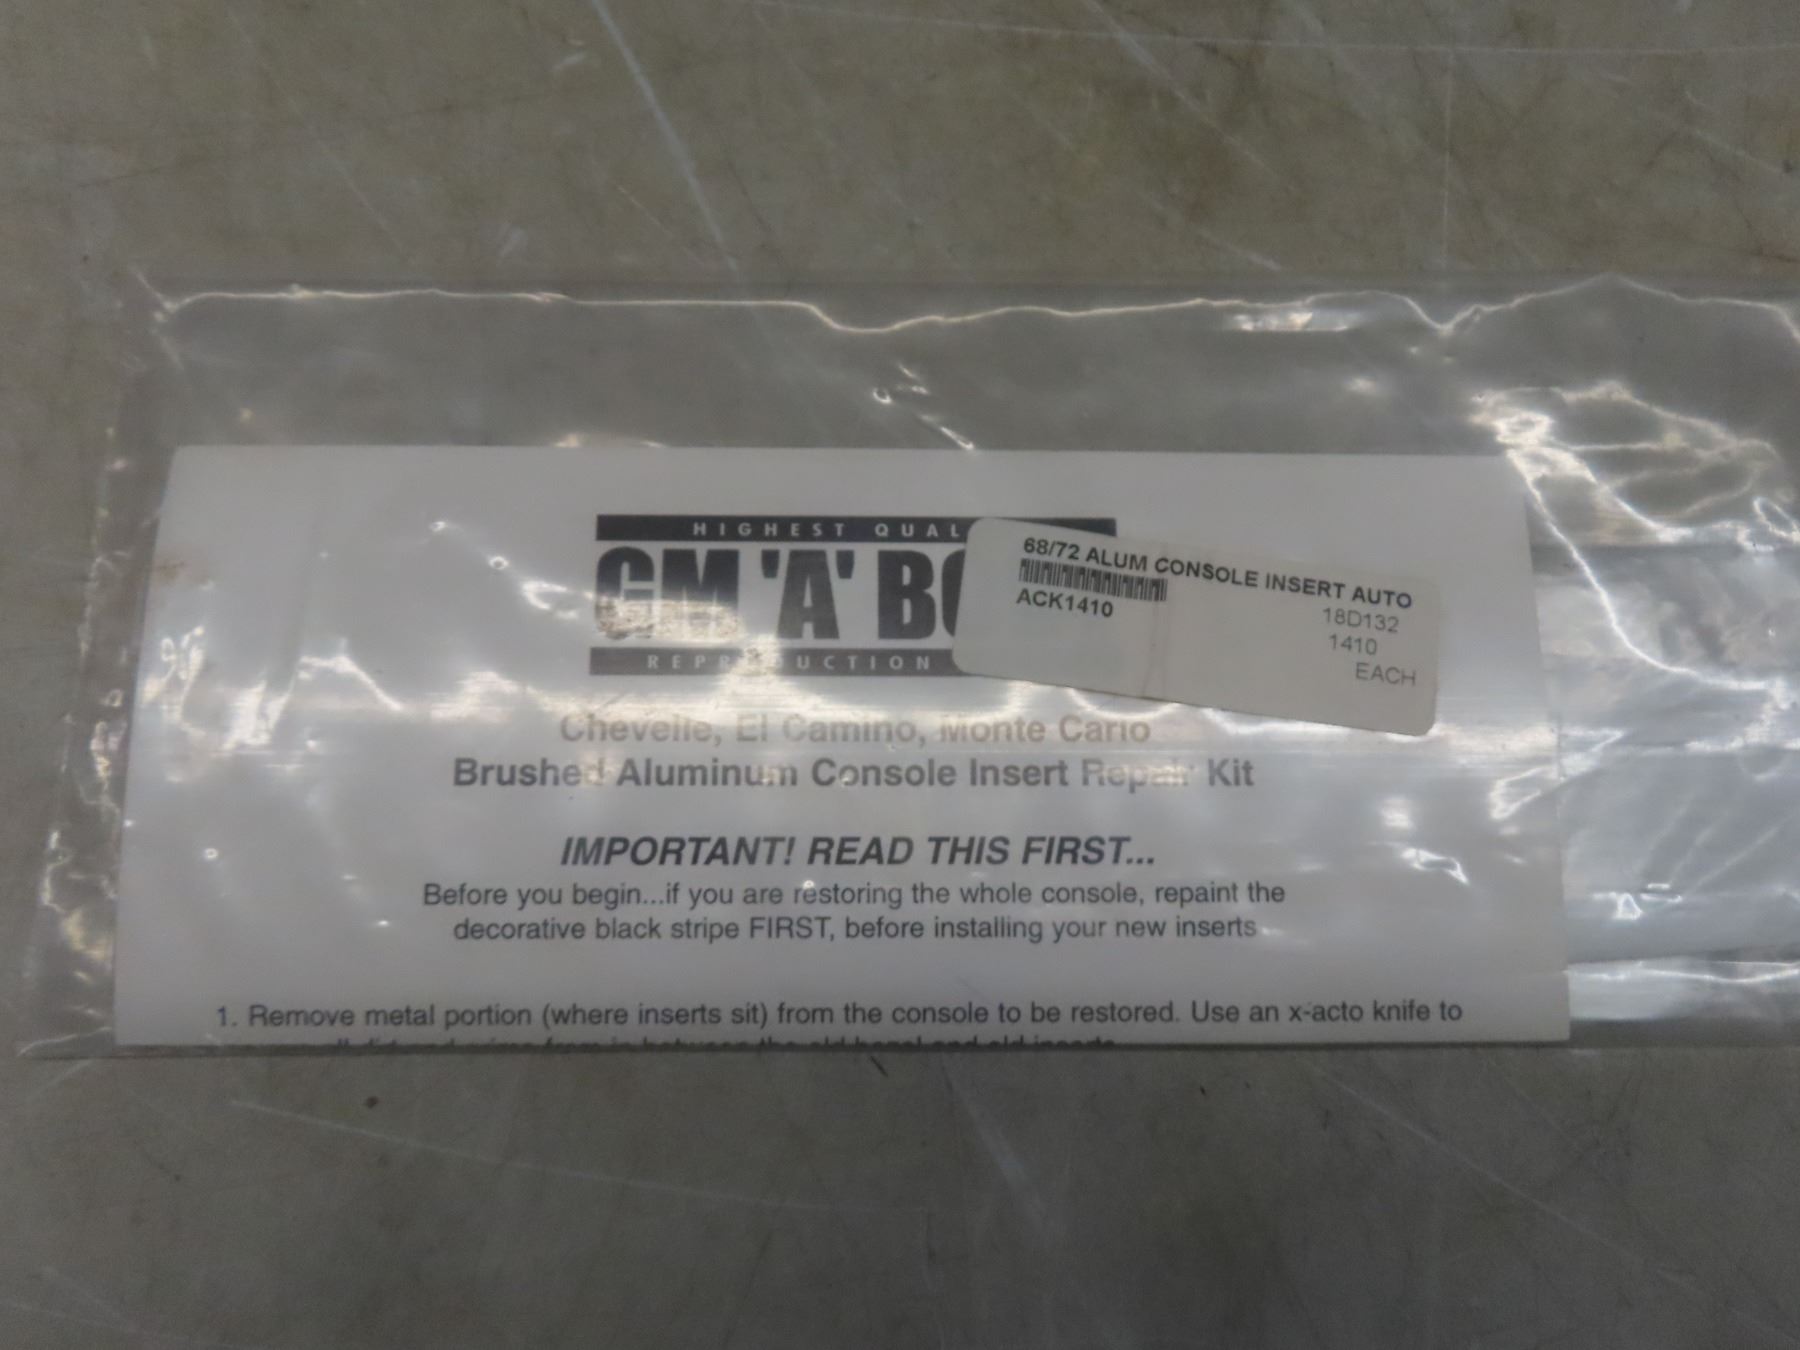 HIGHEST QUAL
GM 'A' BO
REPRODUCTION
68/72 ALUM CONSOLE INSERT AUTO
ACK1410
18D132
1410
EACH
Chevelle, El Camino, Monte Carlo
Brushed Aluminum Console Insert Repair Kit
IMPORTANT! READ THIS FIRST...
Before you begin...if you are restoring the whole console, repaint the
decorative black stripe FIRST, before installing your new inserts
1. Remove metal portion (where inserts sit) from the console to be restored. Use an x-acto knife to